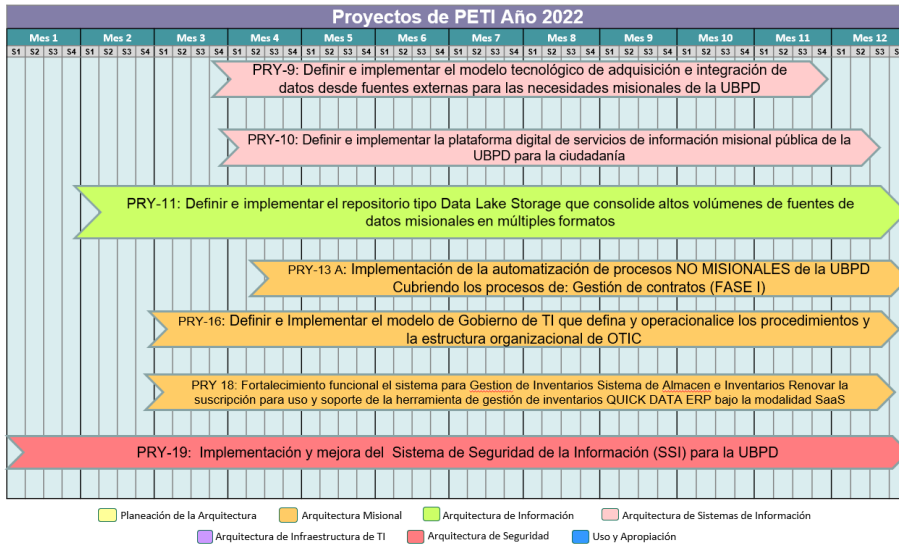 Proyectos de PETI Año 2022
Mes 1 Mes 2 Mes 3 Mes 4 Mes 5 Mes 6 Mes 7 Mes 8 Mes 9 Mes 10 Mes 11 Mes 12
S1 S2 S3 S4 S1 S2 S3 S4 S1 S2 S3 S4 S1 S2 S3 S4 S1 S2 S3 S4 S1 S2 S3 S4 S1 S2 S3 S4 S1 S2 S3 S4 S1 S2 S3 S4 S1 S2 S3 S4 S1 S2 S3 S4 S1 S2 S3
PRY-9: Definir e implementar el modelo tecnológico de adquisición e integración de
datos desde fuentes externas para las necesidades misionales de la UBPD
PRY-10: Definir e implementar la plataforma digital de servicios de información misional pública de la
UBPD para la ciudadanía
PRY-11: Definir e implementar el repositorio tipo Data Lake Storage que consolide altos volúmenes de fuentes de
datos misionales en múltiples formatos
PRY-13 A: Implementación de la automatización de procesos NO MISIONALES de la UBPD
Cubriendo los procesos de: Gestión de contratos (FASE I)
PRY-16: Definir e Implementar el modelo de Gobierno de TI que defina y operacionalice los procedimientos y
la estructura organizacional de OTIC
PRY 18: Fortalecimiento funcional el sistema para Gestion de Inventarios Sistema de Almacen e Inventarios Renovar la
suscripción para uso y soporte de la herramienta de gestión de inventarios QUICK DATA ERP bajo la modalidad SaaS
PRY-19: Implementación y mejora del Sistema de Seguridad de la Información (SSI) para la UBPD
Planeación de la Arquitectura Arquitectura Misional Arquitectura de Información Arquitectura de Sistemas de Información
Arquitectura de Infraestructura de TI Arquitectura de Seguridad Uso y Apropiación